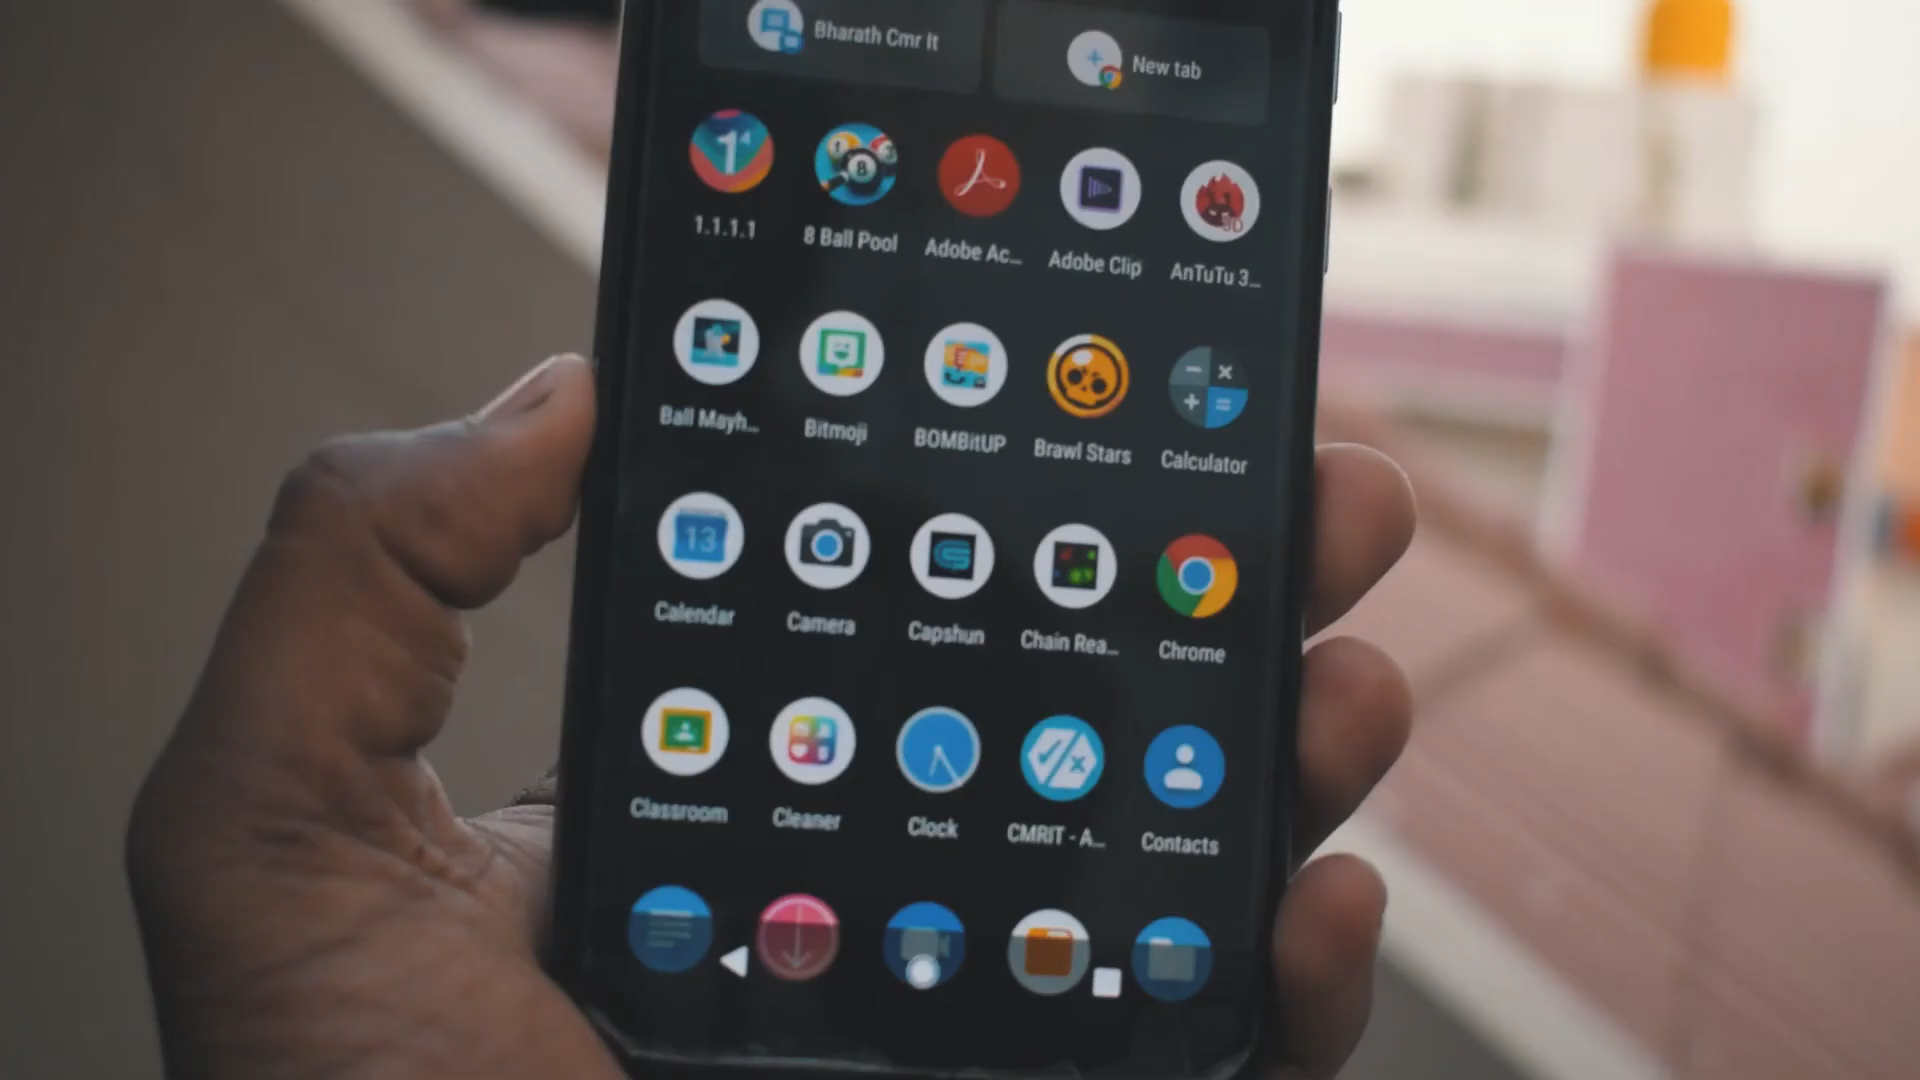 Bharath Cmr It
New tab
1.1.1.1
8 Ball Pool
Adobe Ac...
Adobe Clip
AnTuTu 3...
Ball Mayh...
Bitmoji
BOMBitUP
Brawl Stars
Calculator
13
Calendar
Camera
Capshun
Chain Rea...
Chrome
Classroom
Cleaner
Clock
CMRIT - A...
Contacts